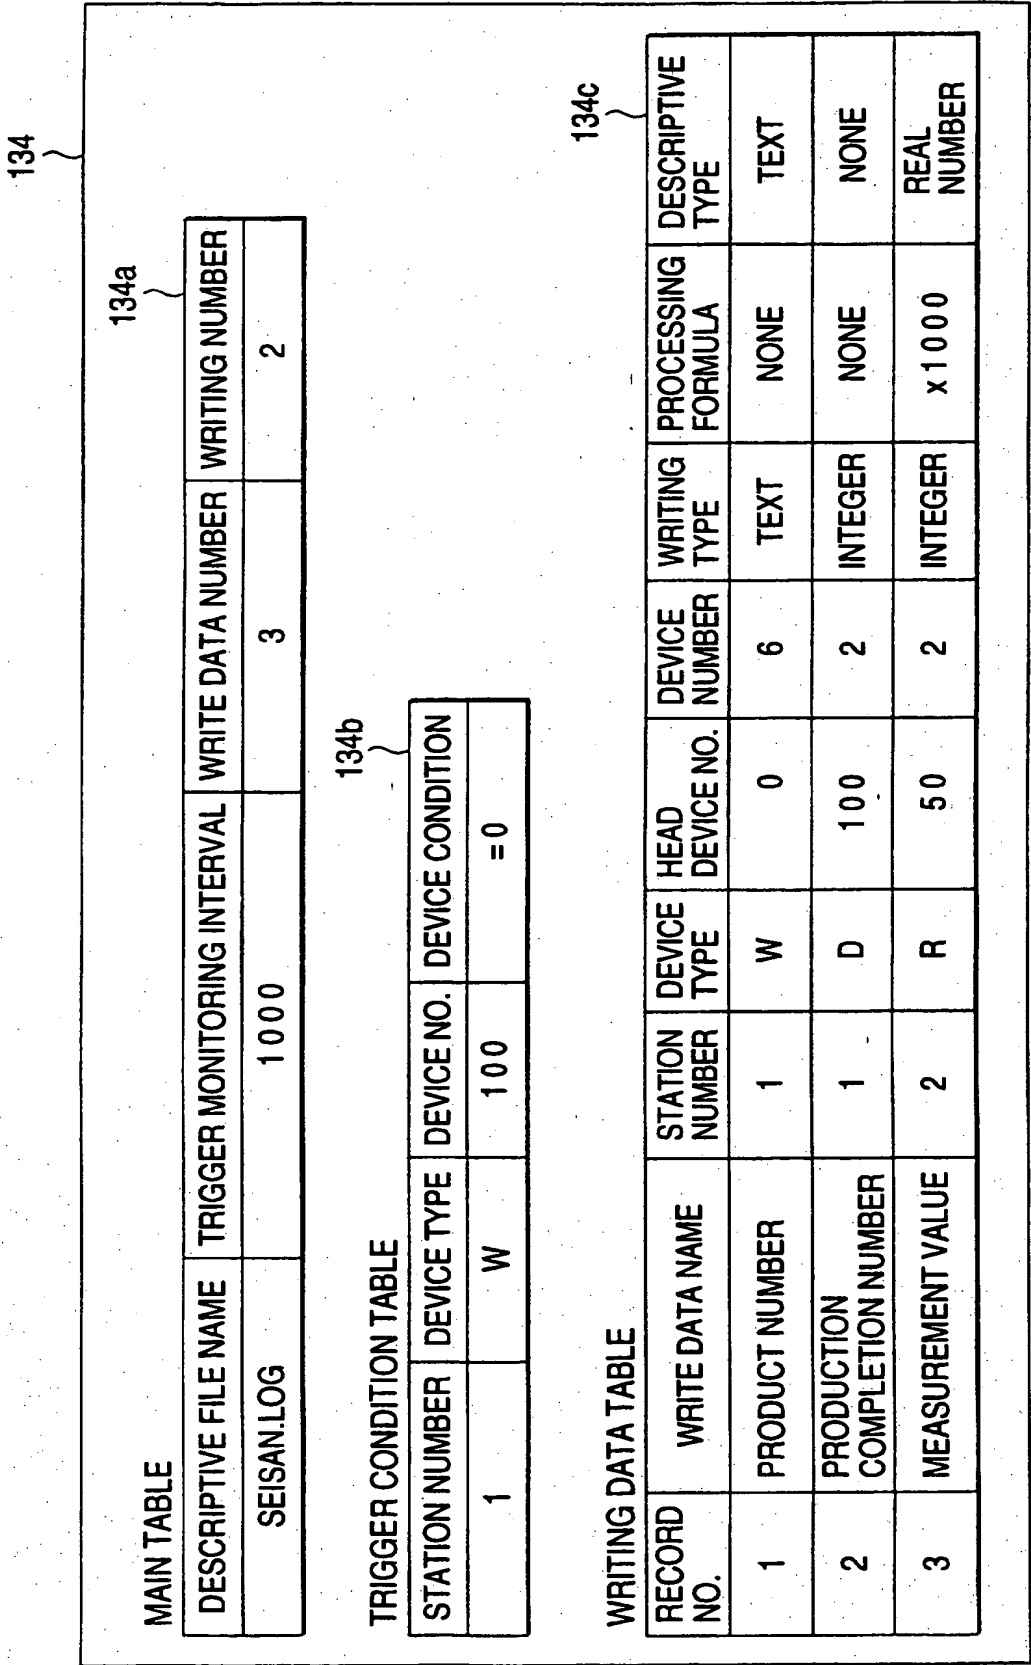 134
MAIN TABLE
134a
DESCRIPTIVE FILE NAME TRIGGER MONITORING INTERVAL WRITE DATA NUMBER WRITING NUMBER
SEISAN.LOG 1000 3 2
TRIGGER CONDITION TABLE
134b
STATION NUMBER DEVICE TYPE DEVICE NO. DEVICE CONDITION
1 W 100 =0
WRITING DATA TABLE
134c
RECORD NO. WRITE DATA NAME STATION NUMBER DEVICE TYPE HEAD DEVICE NO. DEVICE NUMBER WRITING TYPE PROCESSING FORMULA DESCRIPTIVE TYPE
1 PRODUCT NUMBER 1 W 0 6 TEXT NONE TEXT
2 PRODUCTION COMPLETION NUMBER 1 D 100 2 INTEGER NONE NONE
3 MEASUREMENT VALUE 2 R 50 2 INTEGER x1000 REAL NUMBER